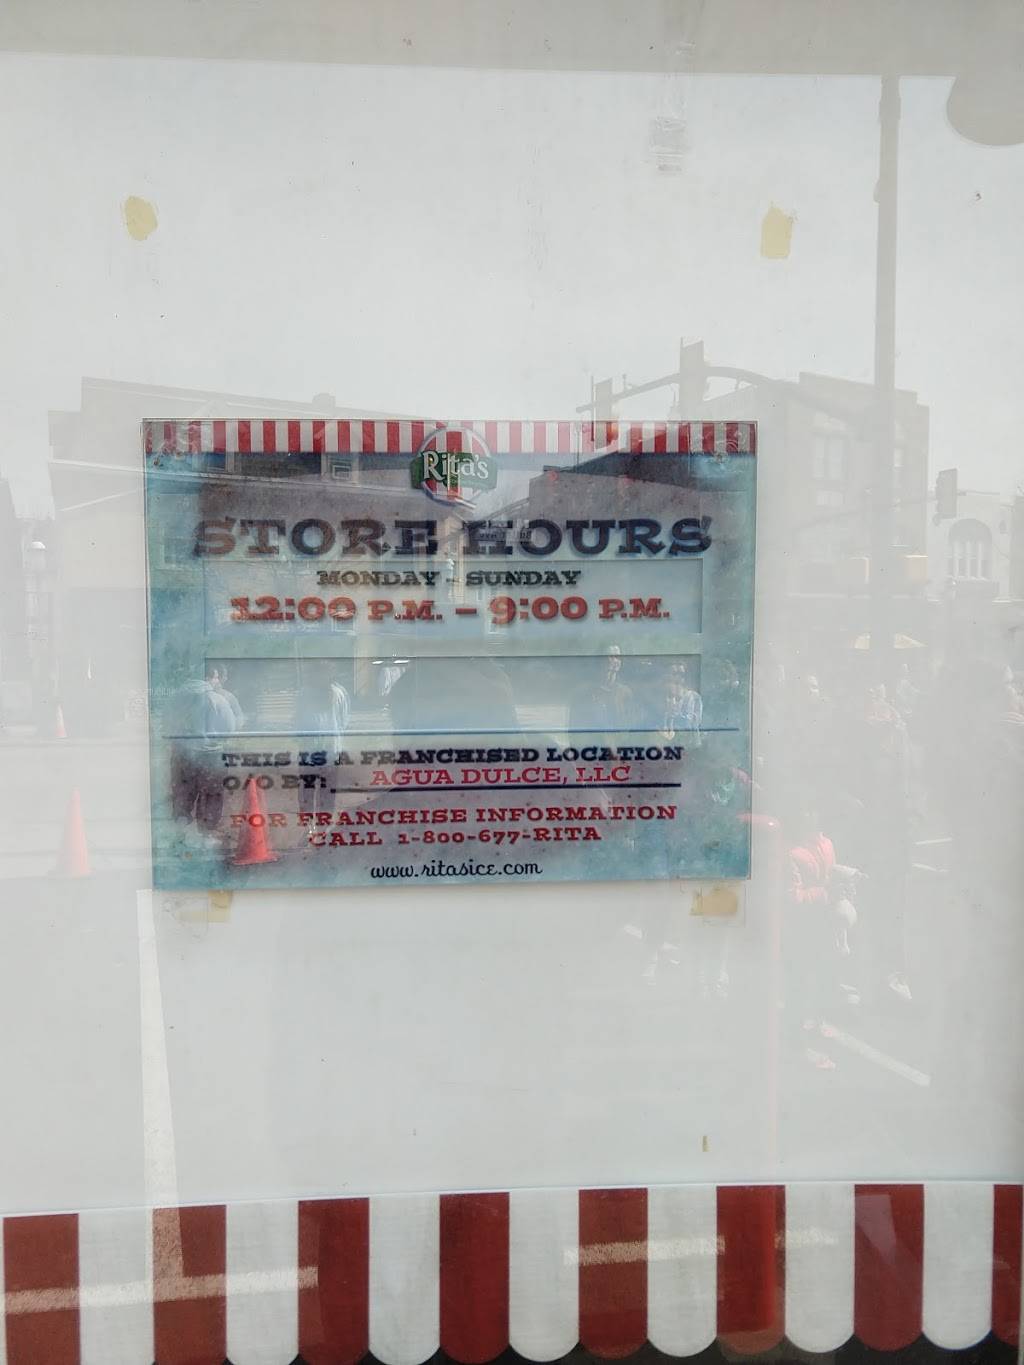 Rita's
STORE HOURS
MONDAY - SUNDAY
12:00 P.M. – 9:00 P.M.
THIS IS A FRANCHISED LOCATION
O/O BY: AGUA DULCE, LLC
FOR FRANCHISE INFORMATION
CALL 1-800-677-RITA
www.ritasice.com